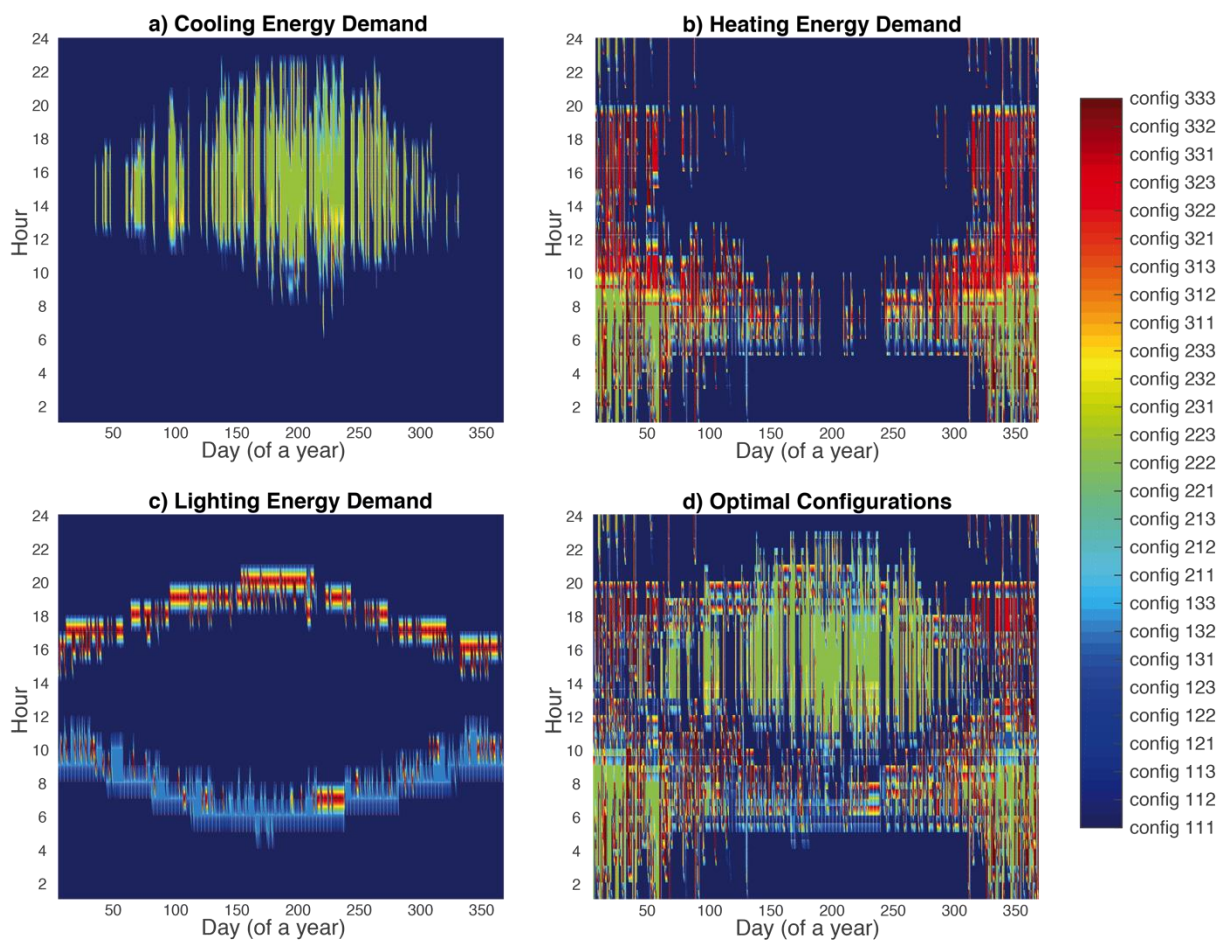 a) Cooling Energy Demand
24
22
20
18
16
14
12
10
8
6
4
2
Hour
50 100 150 200 250 300 350
Day (of a year)
b) Heating Energy Demand
24
22
20
18
16
14
12
10
8
6
4
2
Hour
50 100 150 200 250 300 350
Day (of a year)
c) Lighting Energy Demand
24
22
20
18
16
14
12
10
8
6
4
2
Hour
50 100 150 200 250 300 350
Day (of a year)
d) Optimal Configurations
24
22
20
18
16
14
12
10
8
6
4
2
Hour
50 100 150 200 250 300 350
Day (of a year)
config 333
config 332
config 331
config 323
config 322
config 321
config 313
config 312
config 311
config 233
config 232
config 231
config 223
config 222
config 221
config 213
config 212
config 211
config 133
config 132
config 131
config 123
config 122
config 121
config 113
config 112
config 111